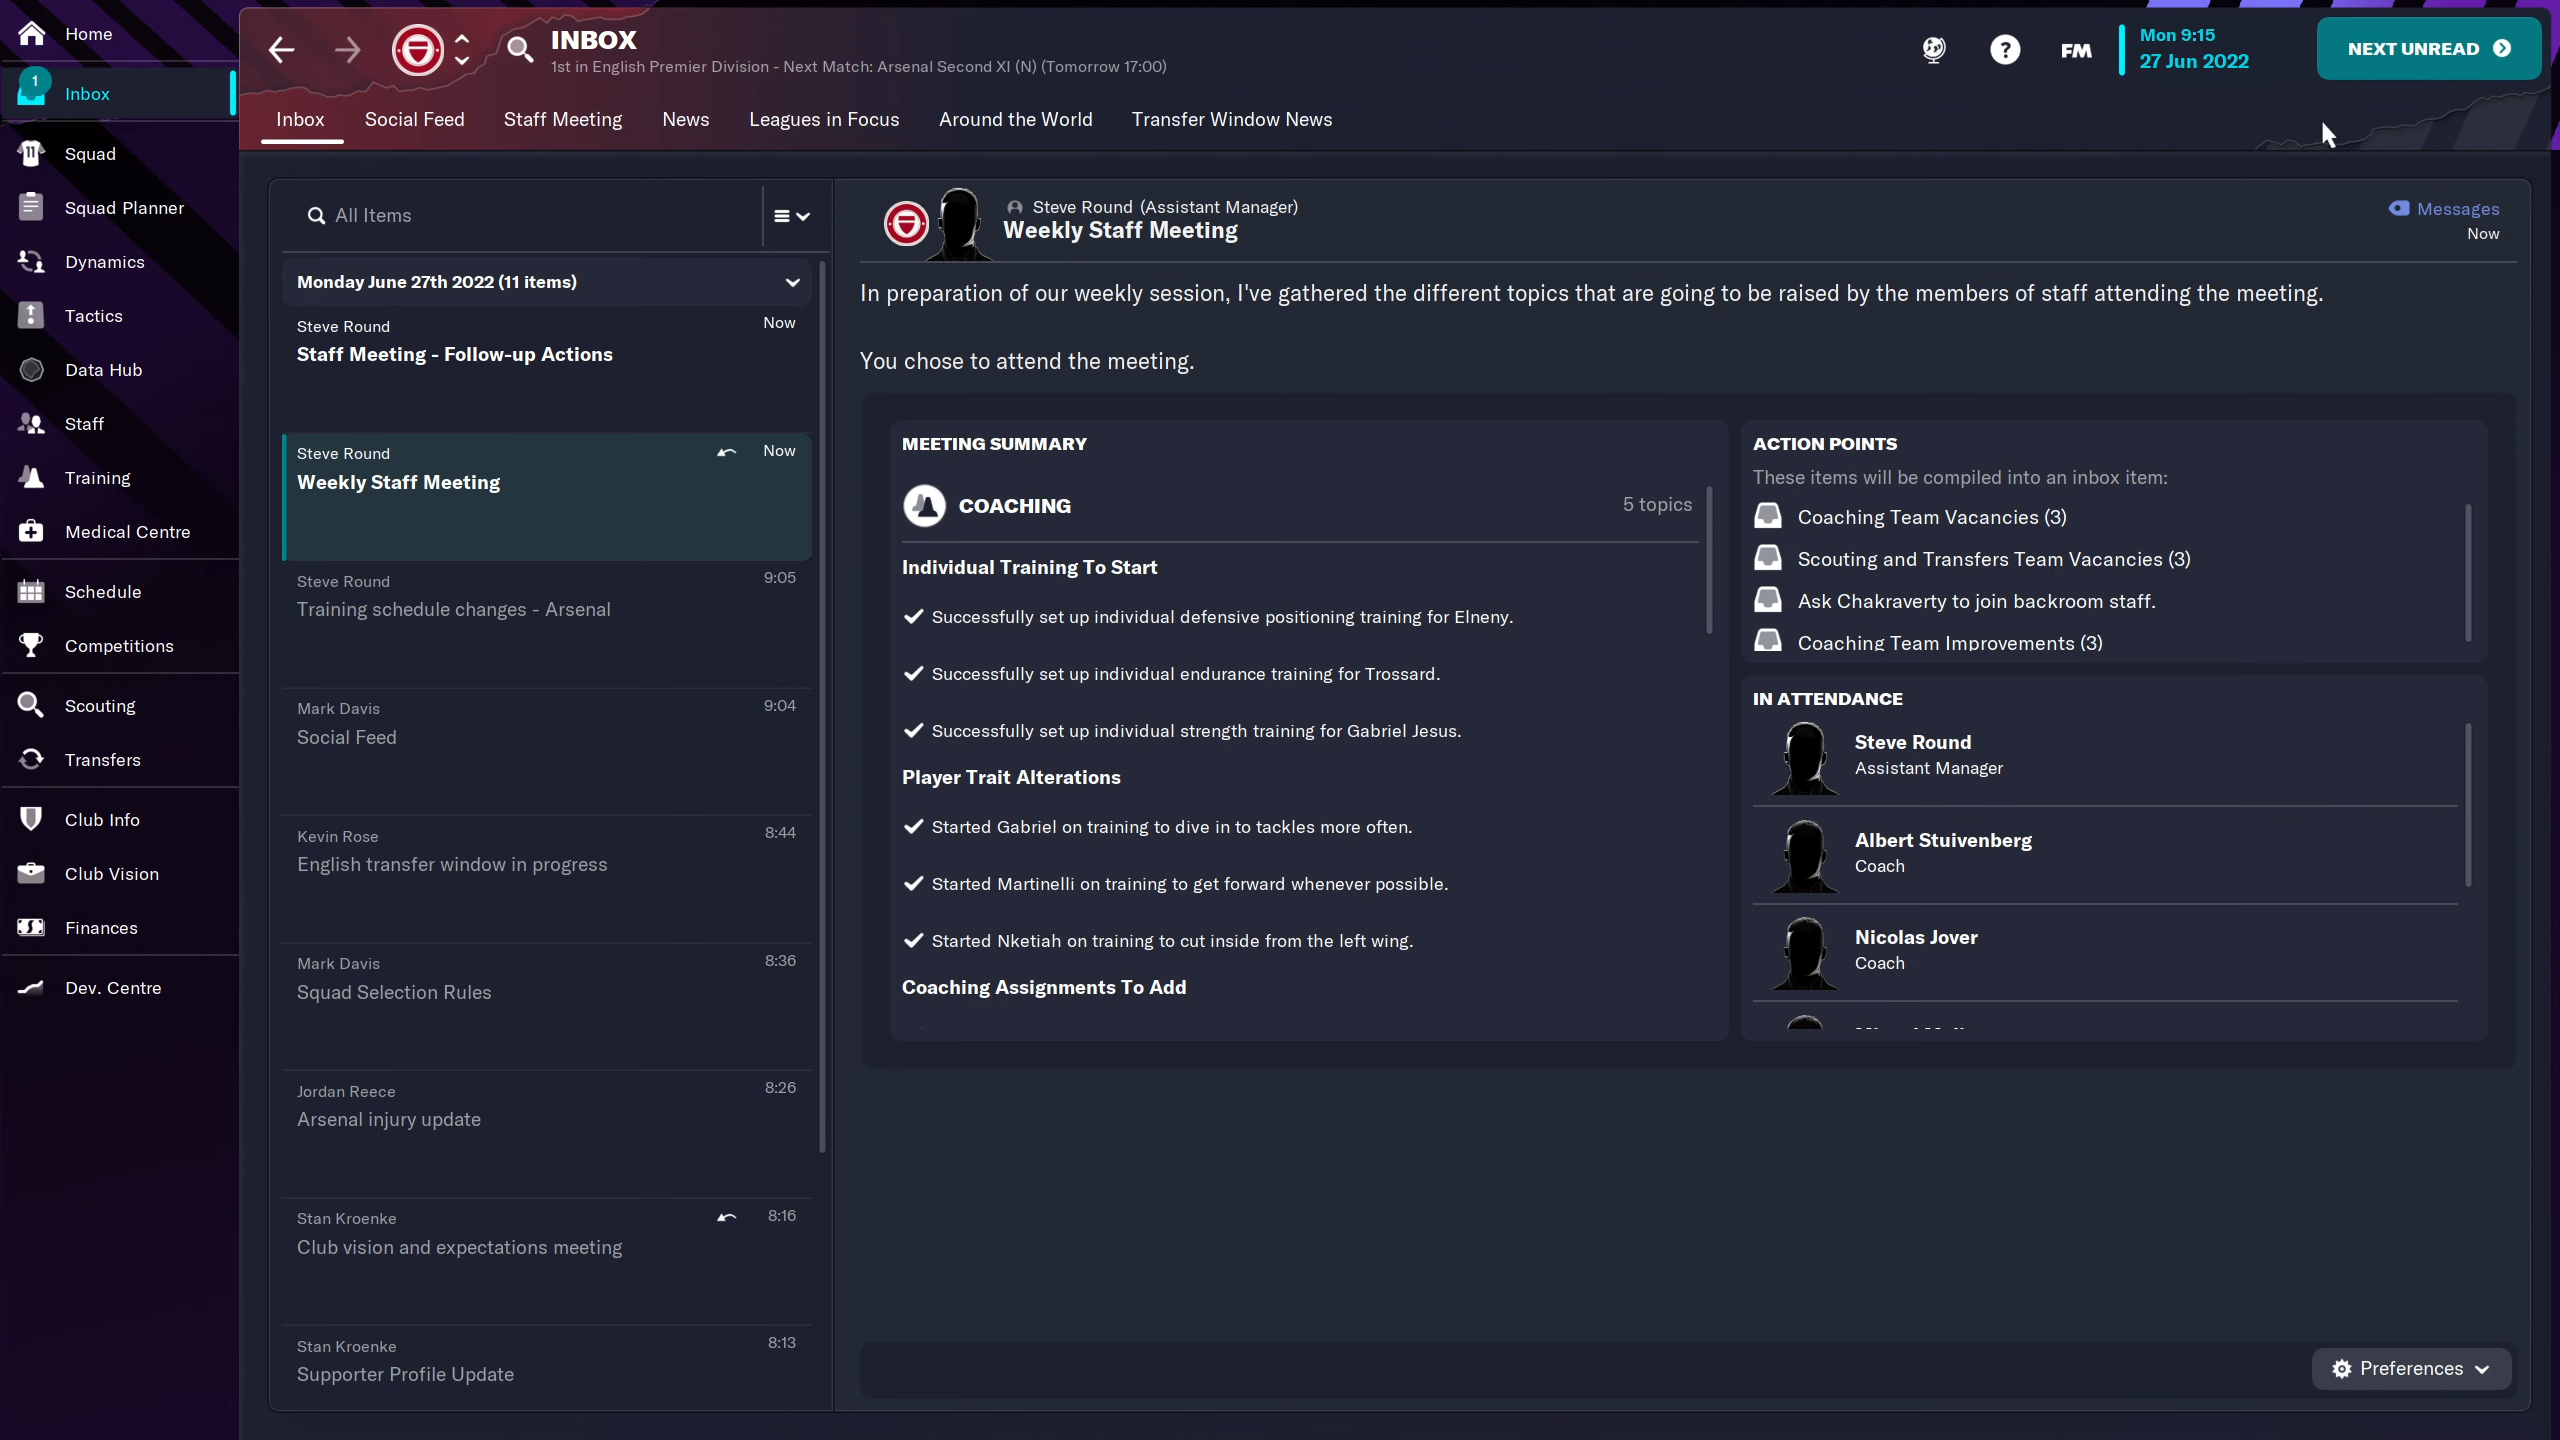 Home
1
Inbox
Squad
Squad Planner
Dynamics
Tactics
Data Hub
Staff
Training
Medical Centre
Schedule
Competitions
Scouting
Transfers
Club Info
Club Vision
Finances
Dev. Centre
INBOX
1st in English Premier Division - Next Match: Arsenal Second XI (N) (Tomorrow 17:00)
FM
Mon 9:15
27 Jun 2022
NEXT UNREAD
Inbox Social Feed Staff Meeting News Leagues in Focus Around the World Transfer Window News
All Items
Monday June 27th 2022 (11 items)
Steve Round Now
Staff Meeting - Follow-up Actions
Steve Round Now
Weekly Staff Meeting
Steve Round 9:05
Training schedule changes - Arsenal
Mark Davis 9:04
Social Feed
Kevin Rose 8:44
English transfer window in progress
Mark Davis 8:36
Squad Selection Rules
Jordan Reece 8:26
Arsenal injury update
Stan Kroenke 8:16
Club vision and expectations meeting
Stan Kroenke 8:13
Supporter Profile Update
Steve Round (Assistant Manager)
Weekly Staff Meeting
Messages
Now
In preparation of our weekly session, I've gathered the different topics that are going to be raised by the members of staff attending the meeting.
You chose to attend the meeting.
MEETING SUMMARY
COACHING 5 topics
Individual Training To Start
Successfully set up individual defensive positioning training for Elneny.
Successfully set up individual endurance training for Trossard.
Successfully set up individual strength training for Gabriel Jesus.
Player Trait Alterations
Started Gabriel on training to dive in to tackles more often.
Started Martinelli on training to get forward whenever possible.
Started Nketiah on training to cut inside from the left wing.
Coaching Assignments To Add
ACTION POINTS
These items will be compiled into an inbox item:
Coaching Team Vacancies (3)
Scouting and Transfers Team Vacancies (3)
Ask Chakraverty to join backroom staff.
Coaching Team Improvements (3)
IN ATTENDANCE
Steve Round
Assistant Manager
Albert Stuivenberg
Coach
Nicolas Jover
Coach
Preferences